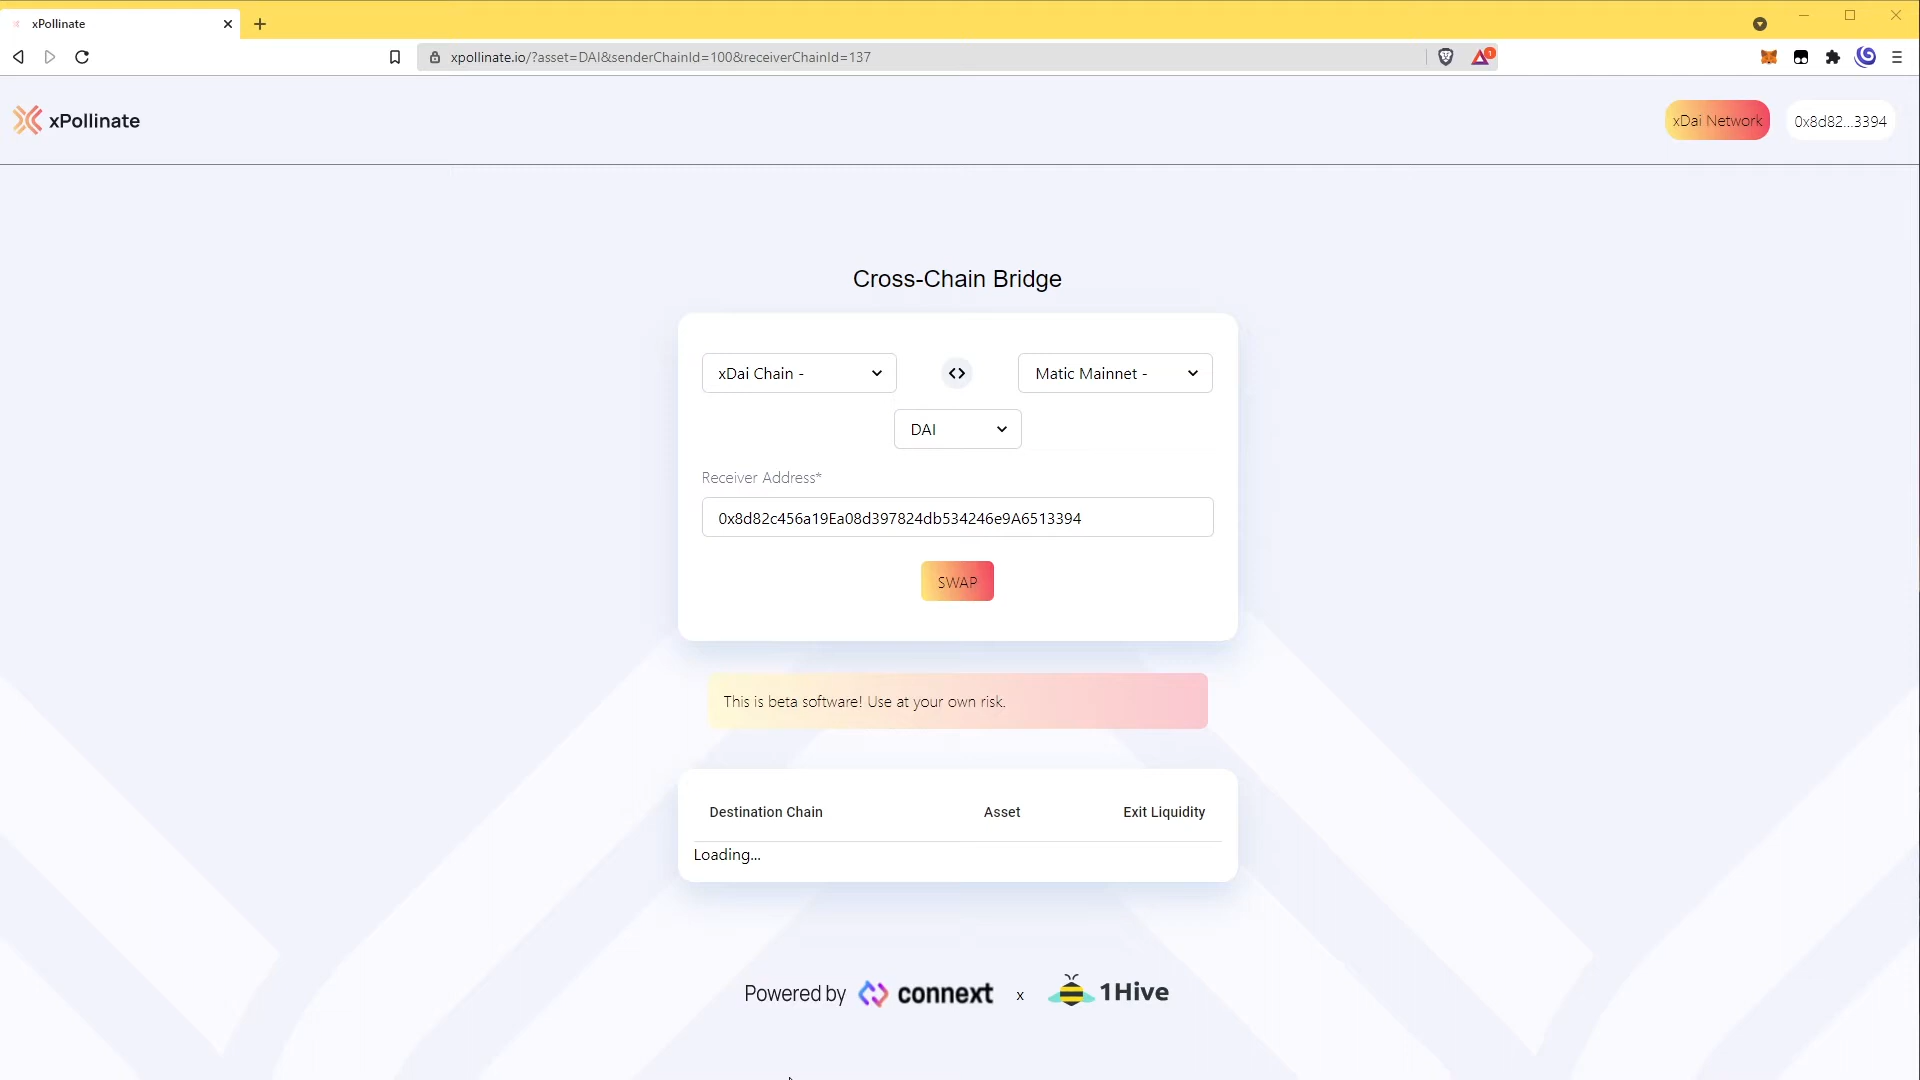 xPollinate
xpollinate.io/?asset=DAI&senderChainId=100&receiverChainId=137
1
xPollinate
xDai Network
0x8d82...3394
Cross-Chain Bridge
xDai Chain -
Matic Mainnet -
DAI
Receiver Address*
0x8d82c456a19Ea08d397824db534246e9A6513394
SWAP
This is beta software! Use at your own risk.
Destination Chain Asset Exit Liquidity
Loading...
Powered by connext x 1Hive